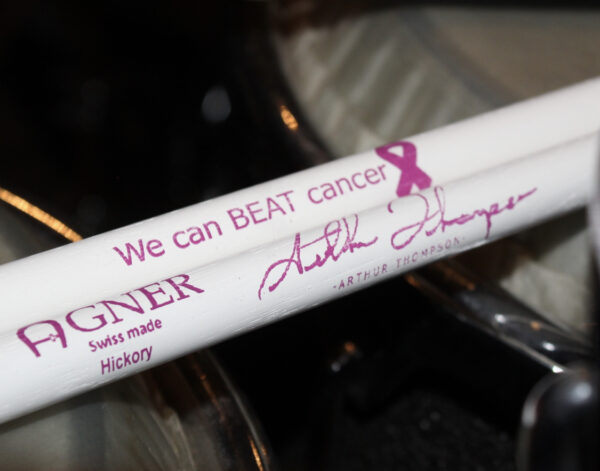 We can BEAT cancer
AGNER
Swiss made
Hickory
Arthur Thompson
-ARTHUR THOMPSON-